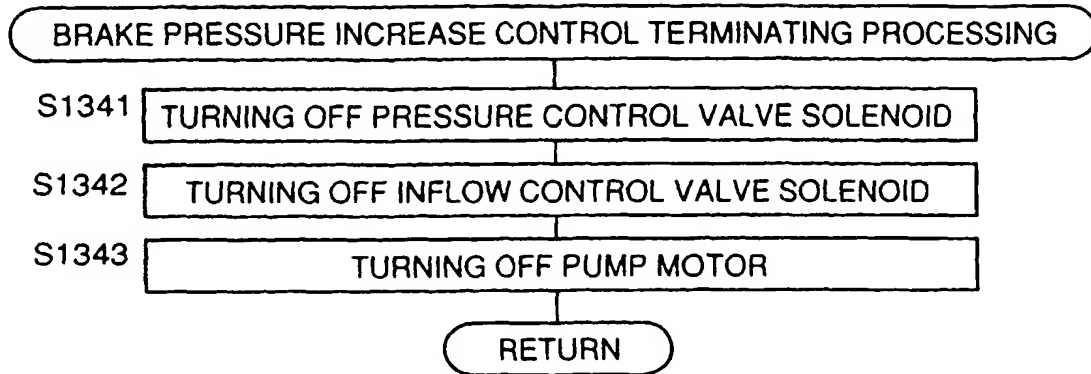 BRAKE PRESSURE INCREASE CONTROL TERMINATING PROCESSING
S1341 TURNING OFF PRESSURE CONTROL VALVE SOLENOID
S1342 TURNING OFF INFLOW CONTROL VALVE SOLENOID
S1343 TURNING OFF PUMP MOTOR
RETURN